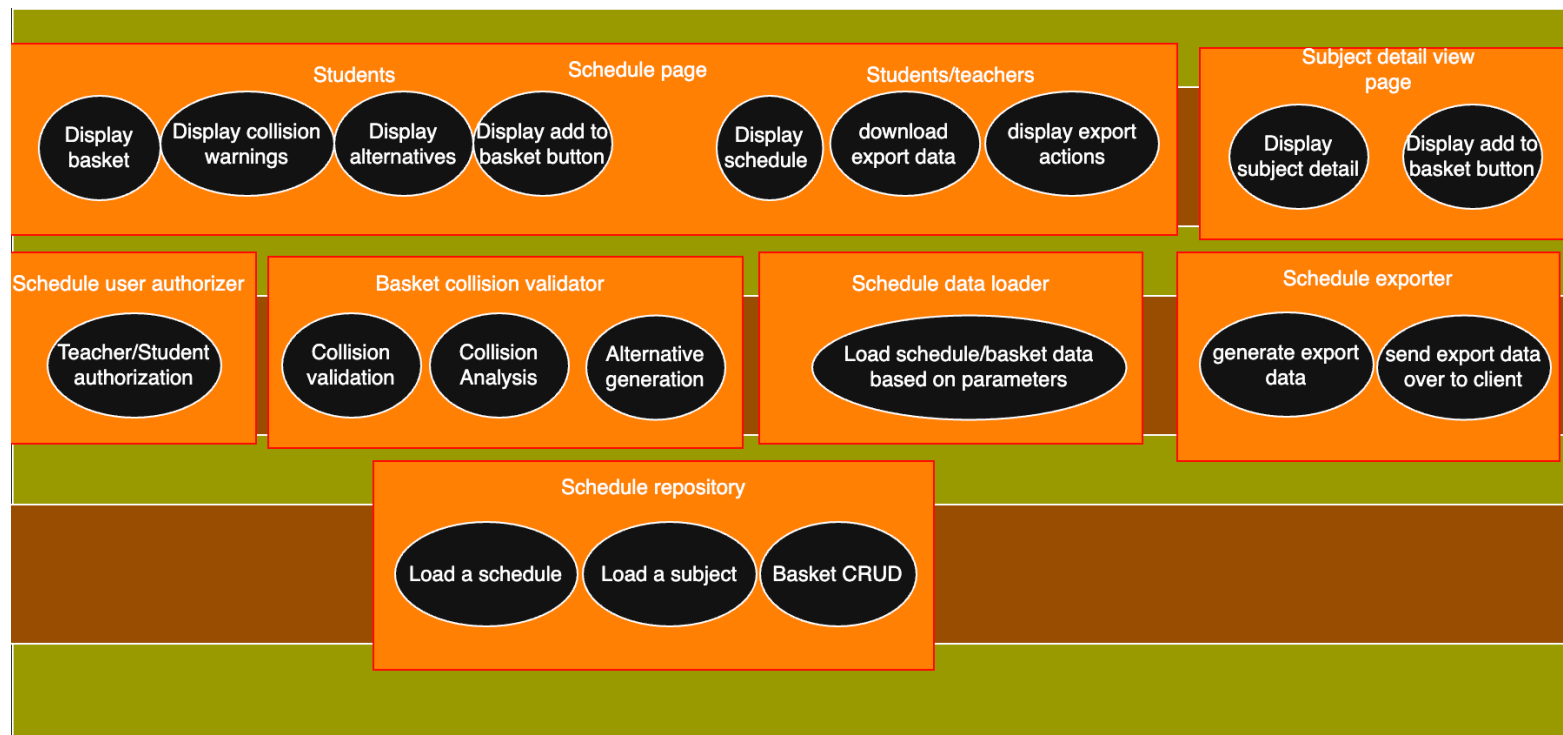 Students
Schedule page
Students/teachers
Subject detail view
page
Display
basket
Display collision
warnings
Display
alternatives
Display add to
basket button
Display
schedule
download
export data
display export
actions
Display
subject detail
Display add to
basket button
Schedule user authorizer
Basket collision validator
Schedule data loader
Schedule exporter
Teacher/Student
authorization
Collision
validation
Collision
Analysis
Alternative
generation
Load schedule/basket data
based on parameters
generate export
data
send export data
over to client
Schedule repository
Load a schedule
Load a subject
Basket CRUD